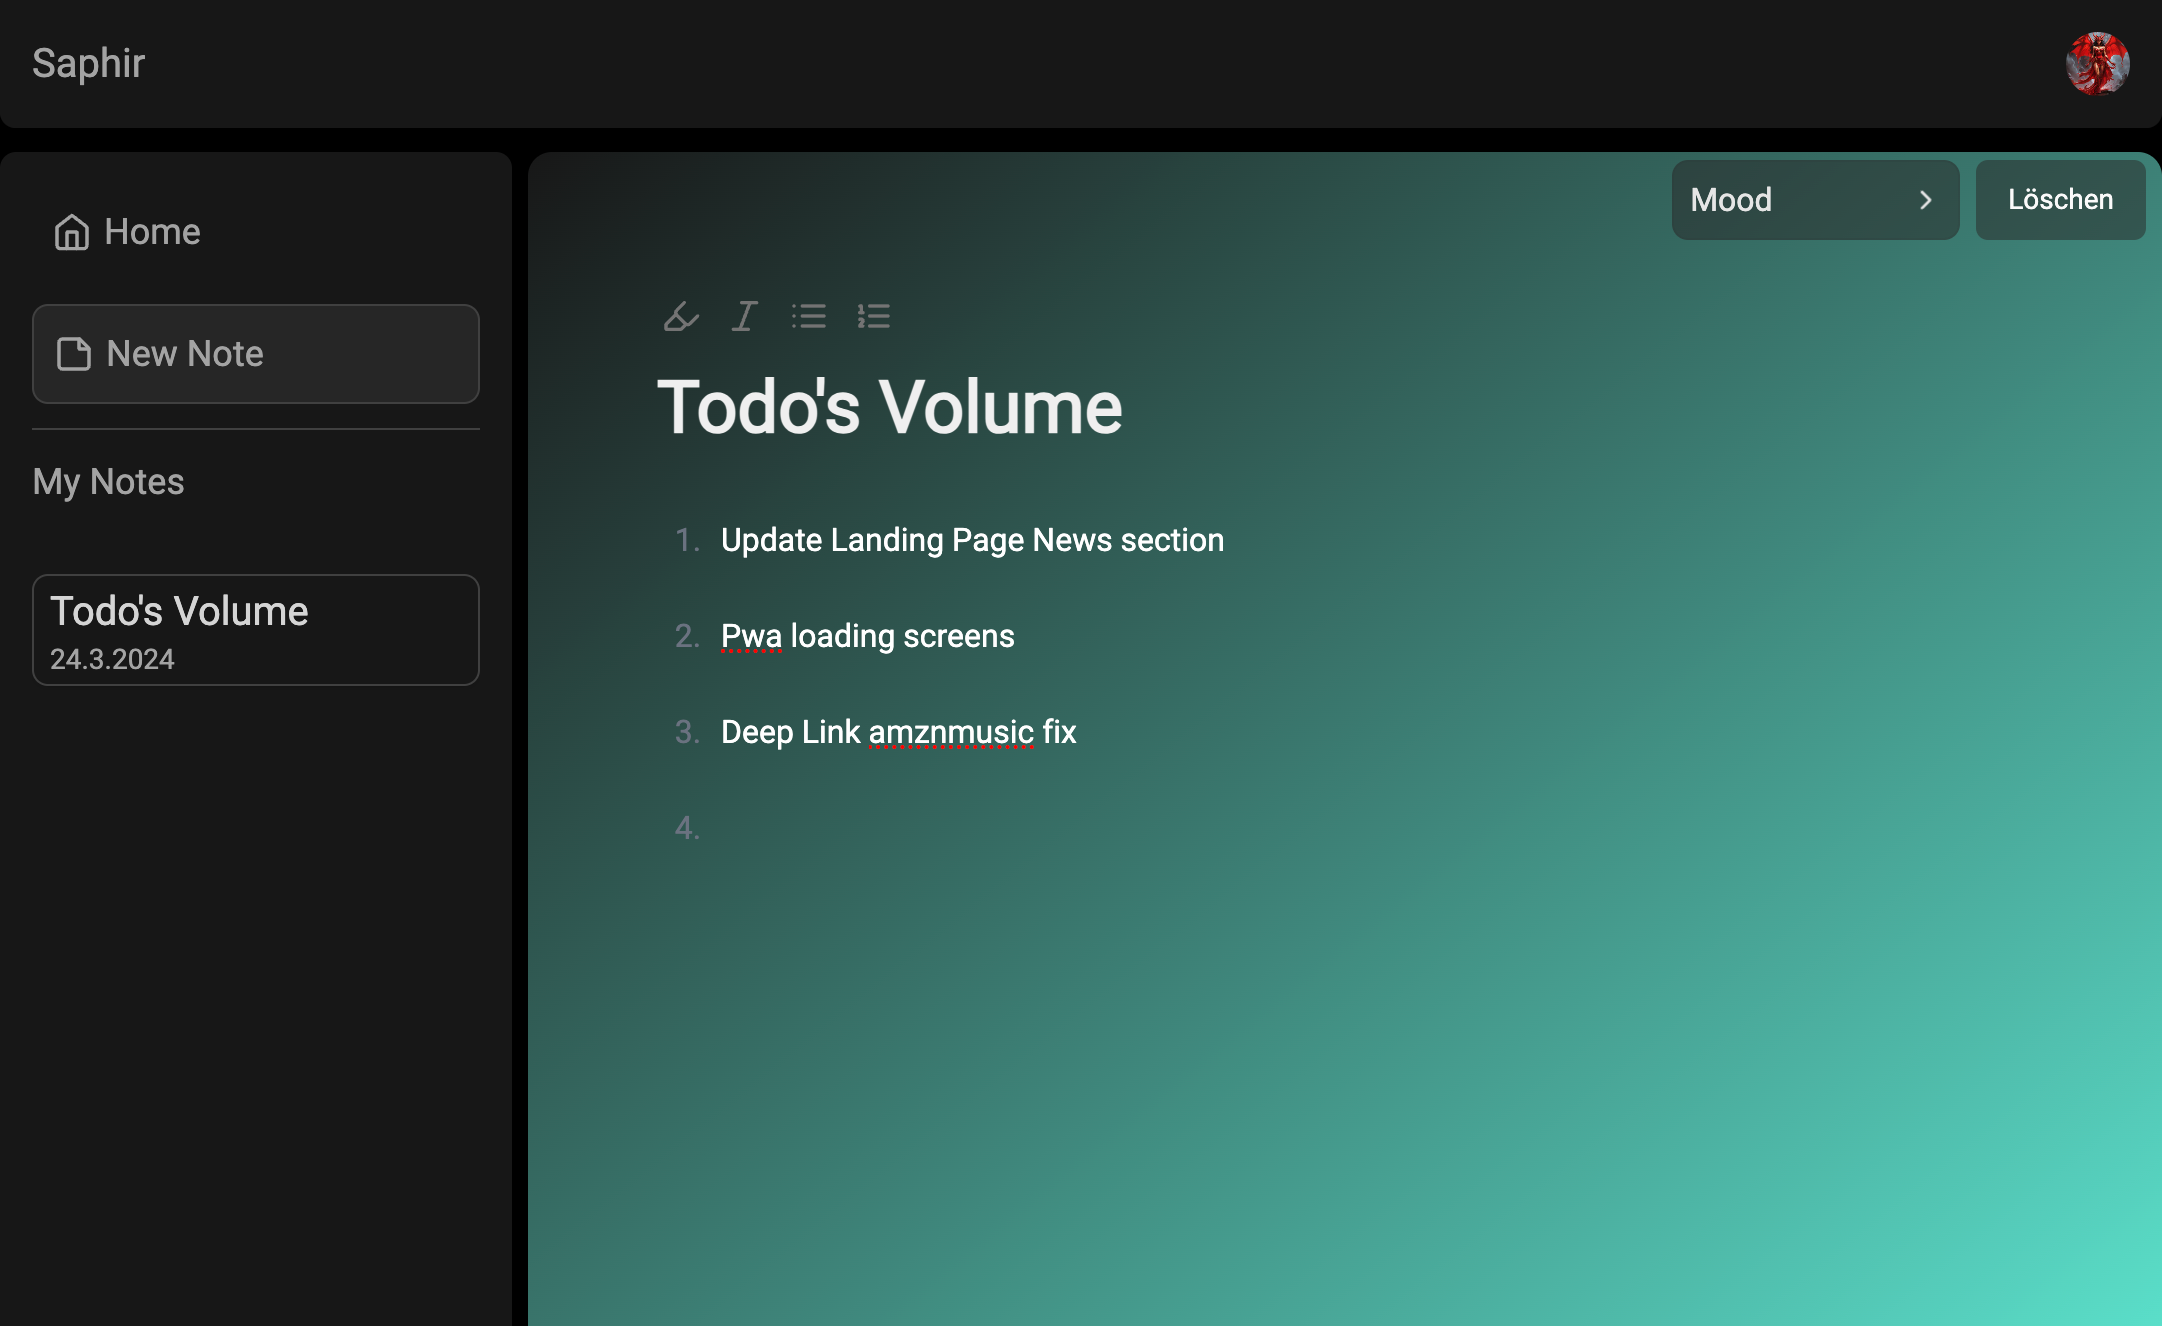 Saphir
Home
New Note
My Notes
Todo's Volume
24.3.2024
Mood
Löschen
Todo's Volume
1. Update Landing Page News section
2. Pwa loading screens
3. Deep Link amznmusic fix
4.